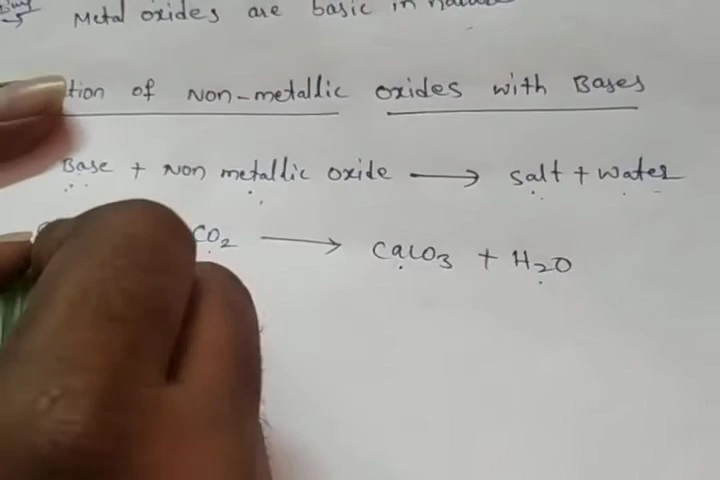 Metal oxides are basic in
tion of Non-metallic oxides with Bases
Base + Non metallic oxide ⟶ salt + water
CO2 ⟶ CaCO3 + H2O